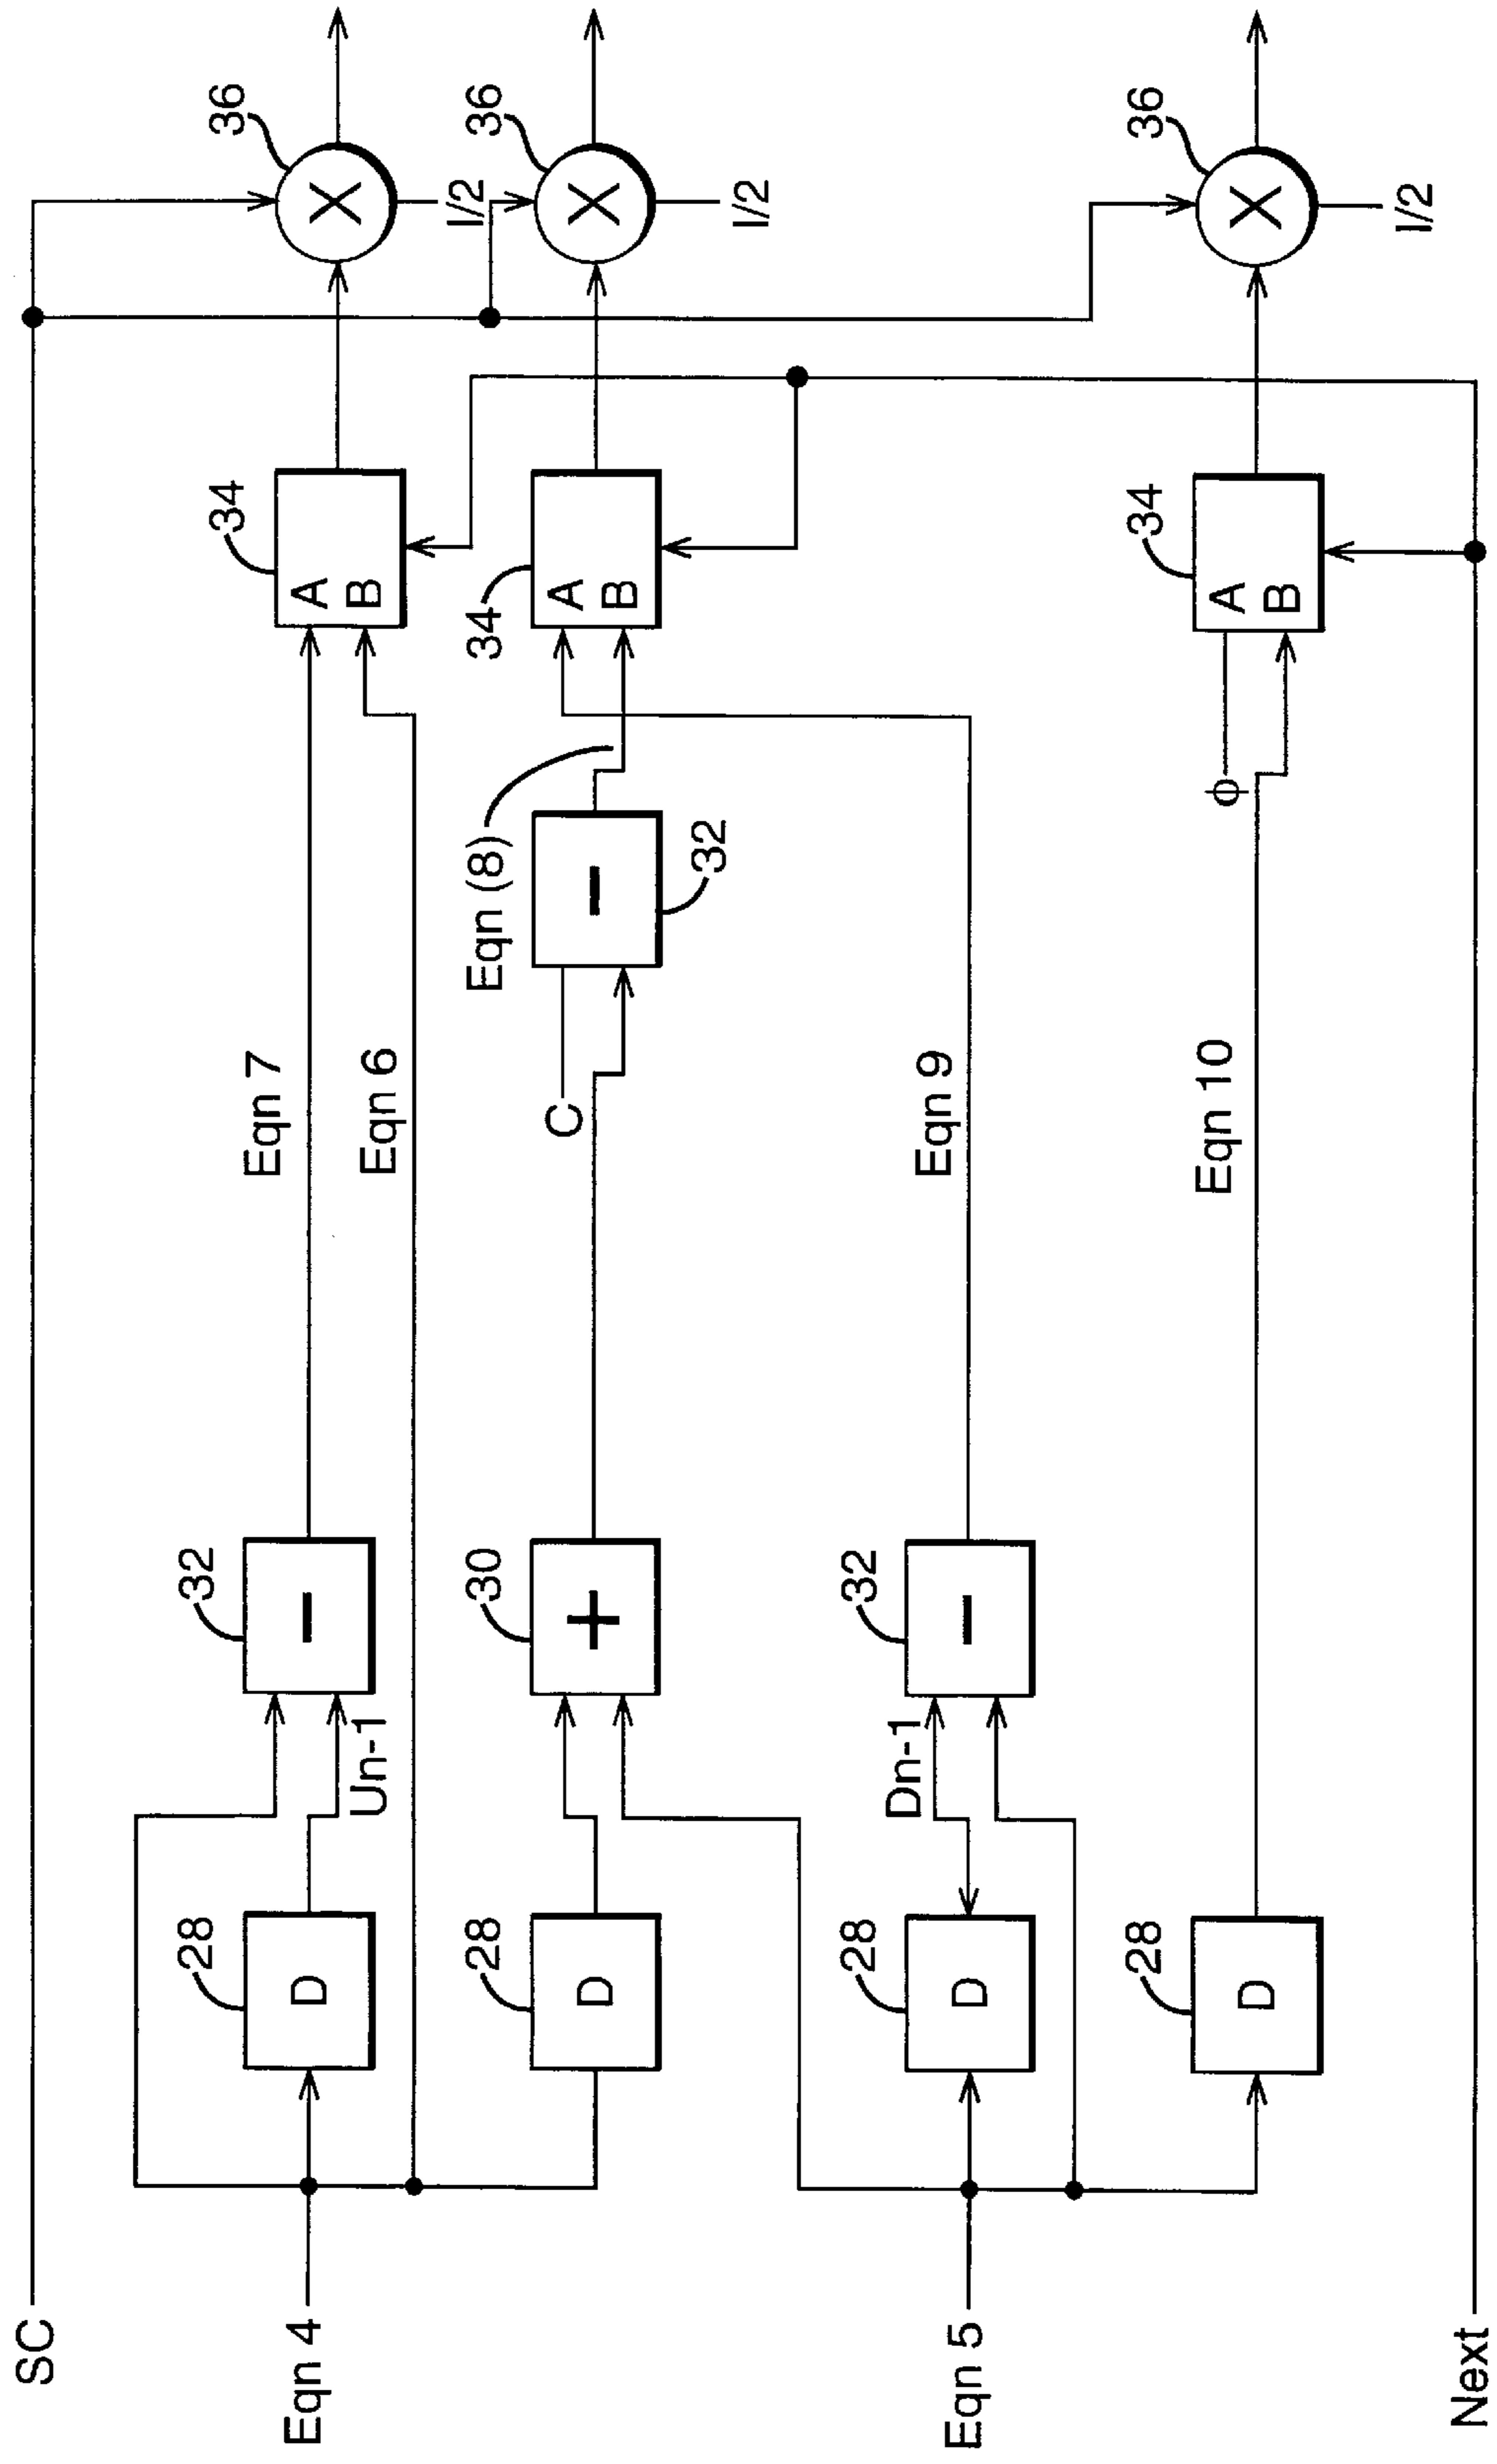 SC
36
36
36
X
X
X
I/2
I/2
I/2
34
34
34
A
B
A
B
A
B
Eqn (8)
32
ϕ
C
Eqn 7
Eqn 6
Eqn 9
Eqn 10
32
30
32
−
+
−
−
Un-1
Dn-1
28
28
28
28
D
D
D
D
Eqn 4
Eqn 5
Next